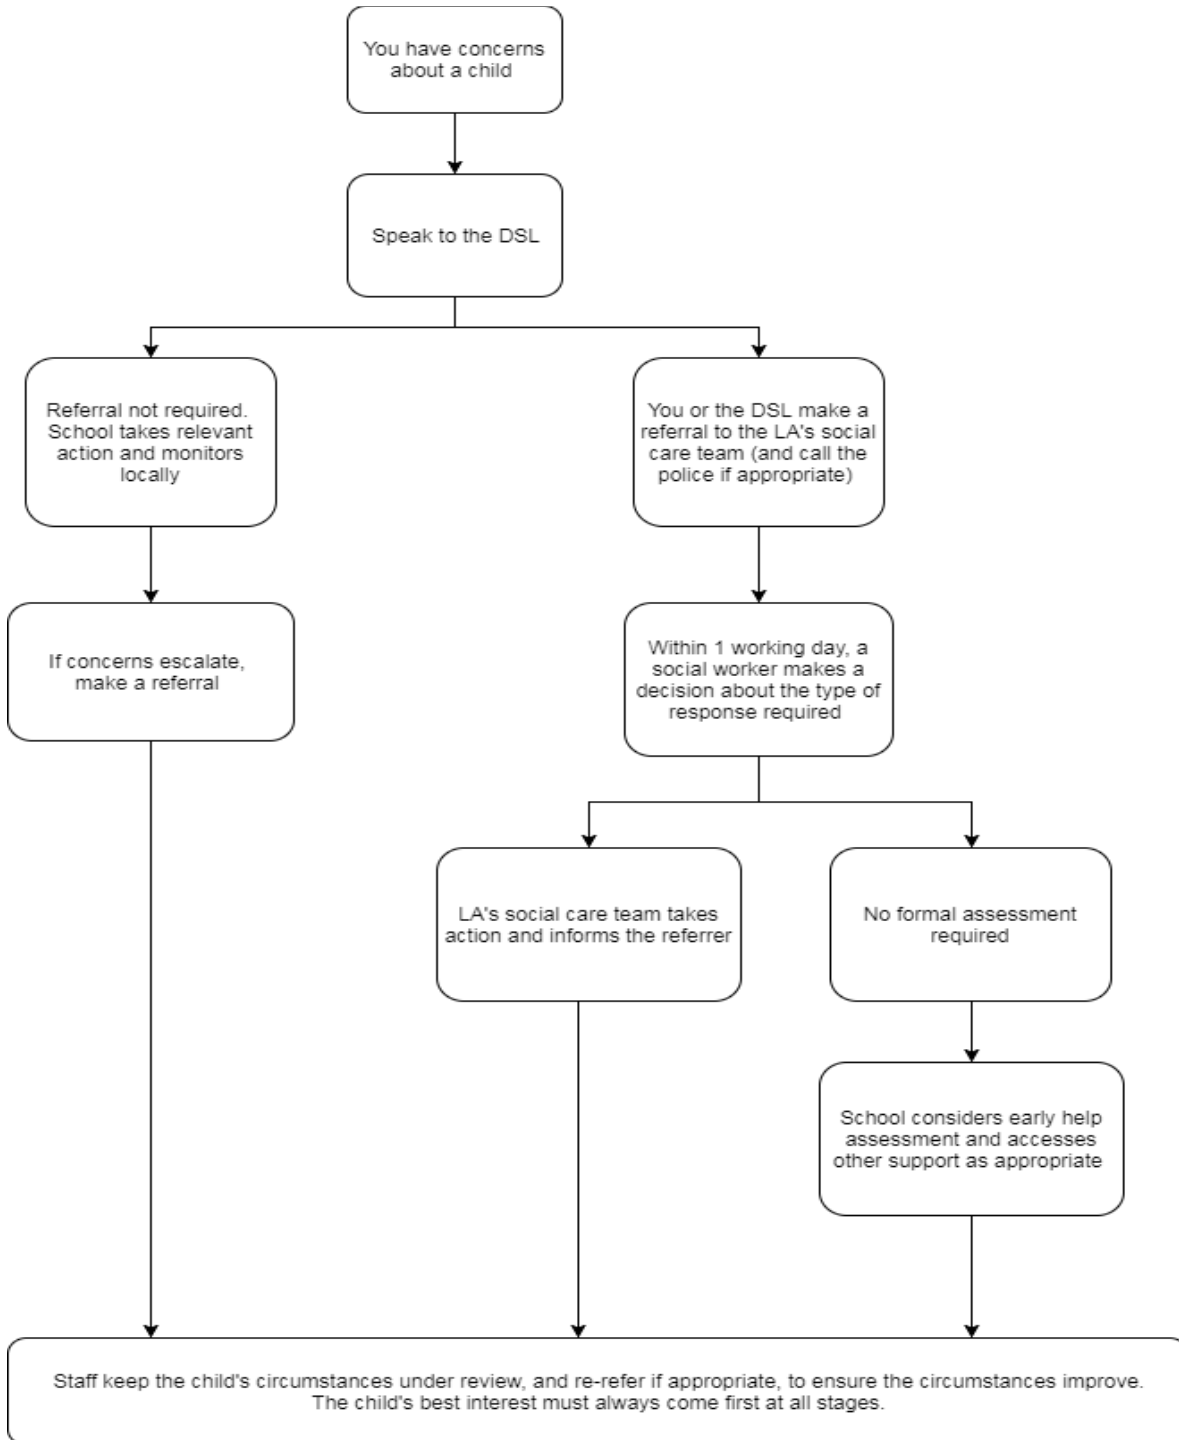 You have concerns
about a child
Speak to the DSL
Referral not required.
School takes relevant
action and monitors
locally
You or the DSL make a
referral to the LA's social
care team (and call the
police if appropriate)
If concerns escalate,
make a referral
Within 1 working day, a
social worker makes a
decision about the type of
response required
LA's social care team takes
action and informs the referrer
No formal assessment
required
School considers early help
assessment and accesses
other support as appropriate
Staff keep the child's circumstances under review, and re-refer if appropriate, to ensure the circumstances improve.
The child's best interest must always come first at all stages.